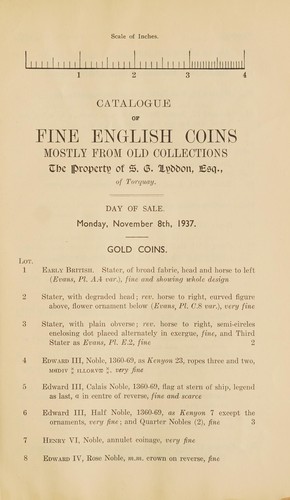 Scale of Inches.
1 2 3 4
CATALOGUE
OF
FINE ENGLISH COINS
MOSTLY FROM OLD COLLECTIONS
The Property of S. G. Lyddon, Esq.,
of Torquay.
DAY OF SALE.
Monday, November 8th, 1937.
GOLD COINS.
LOT.
1 EARLY BRITISH. Stater, of broad fabric, head and horse to left
(Evans, Pl. AA var.), fine and showing whole design
2 Stater, with degraded head; rev. horse to right, curved figure
above, flower ornament below (Evans, Pl. C.8 var.), very fine
3 Stater, with plain obverse; rev. horse to right, semi-circles
enclosing dot placed alternately in exergue, fine, and Third
Stater as Evans, Pl. E.2, fine 2
4 EDWARD III, Noble, 1360-69, as Kenyon 23, ropes three and two,
very fine
5 EDWARD III, Calais Noble, 1360-69, flag at stern of ship, legend
as last, in centre of reverse, fine and scarce
6 EDWARD III, Half Noble, 1360-69, as Kenyon 7 except the
ornaments, very fine; and Quarter Nobles (2), fine 3
7 HENRY VI, Noble, annulet coinage, very fine
8 EDWARD IV, Rose Noble, m.m. crown on reverse, fine